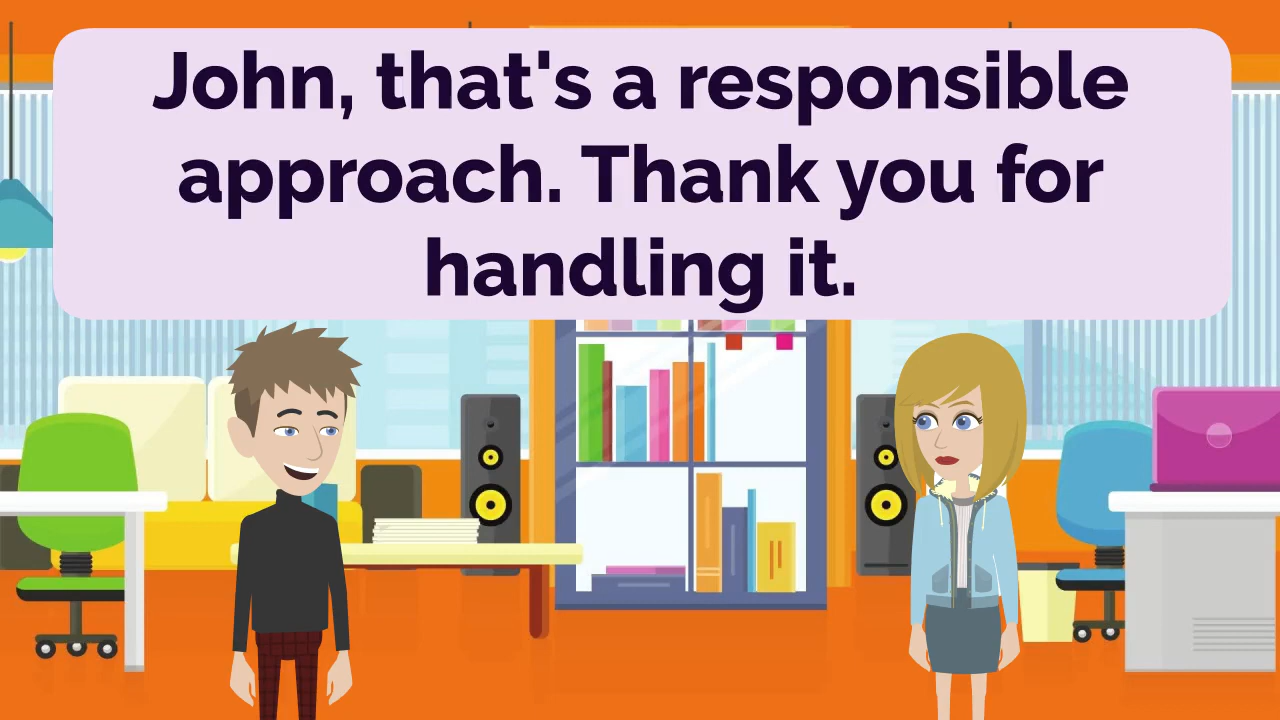 John, that's a responsible
approach. Thank you for
handling it.